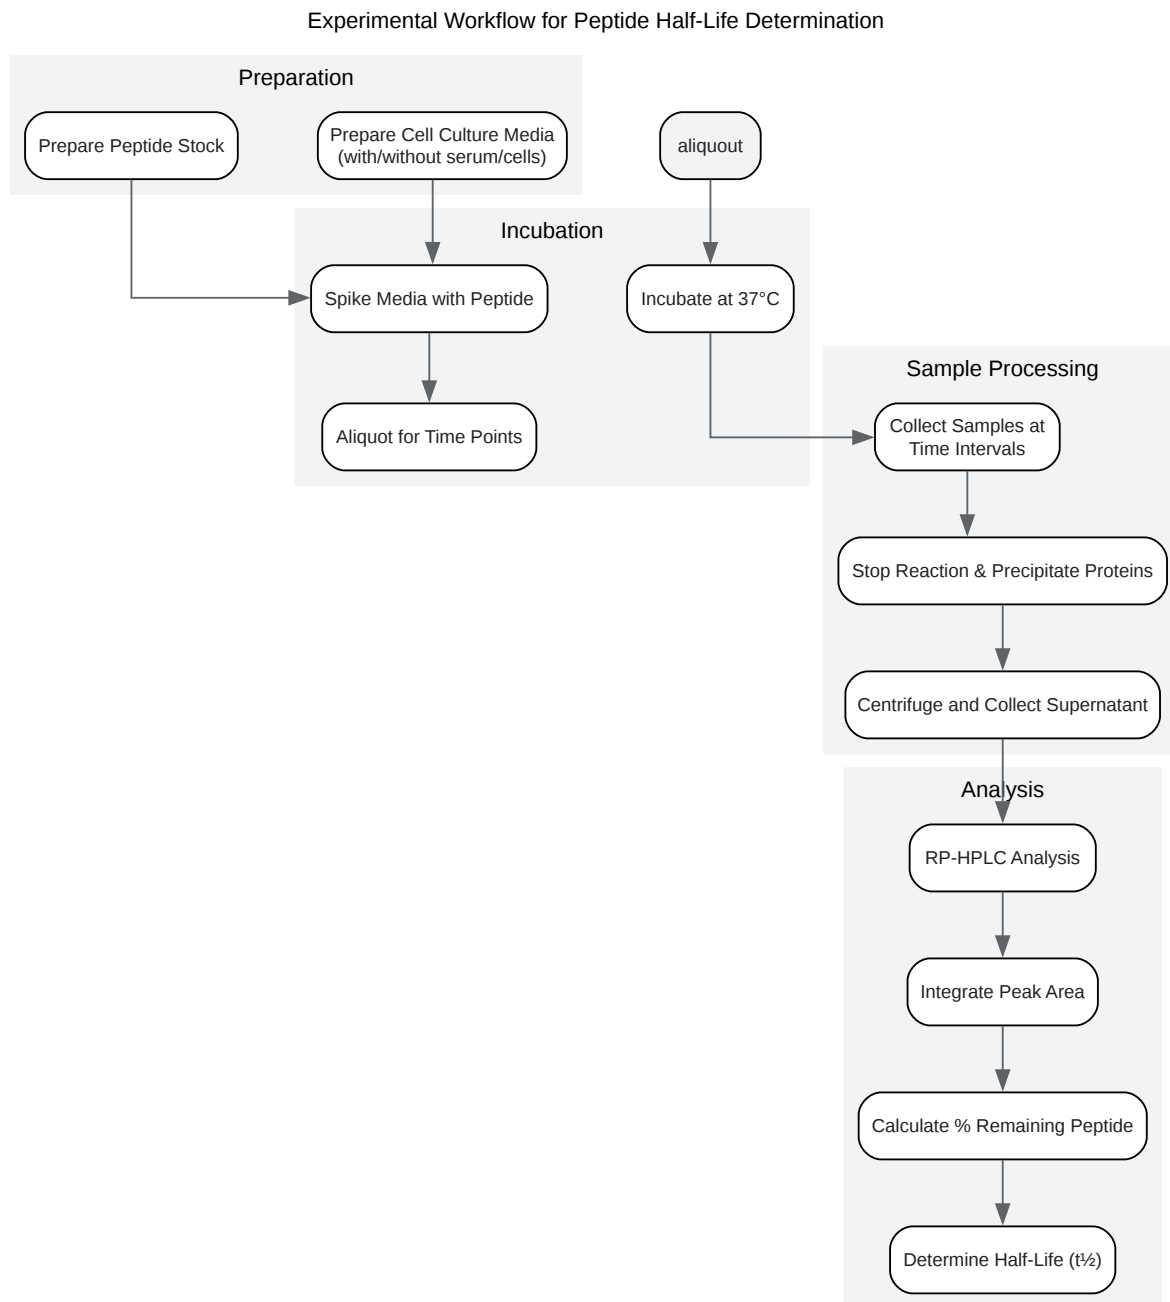 Experimental Workflow for Peptide Half-Life Determination
Preparation
Prepare Peptide Stock
Prepare Cell Culture Media
(with/without serum/cells)
aliquout
Incubation
Spike Media with Peptide
Incubate at 37°C
Aliquot for Time Points
Sample Processing
Collect Samples at
Time Intervals
Stop Reaction & Precipitate Proteins
Centrifuge and Collect Supernatant
Analysis
RP-HPLC Analysis
Integrate Peak Area
Calculate % Remaining Peptide
Determine Half-Life (t½)